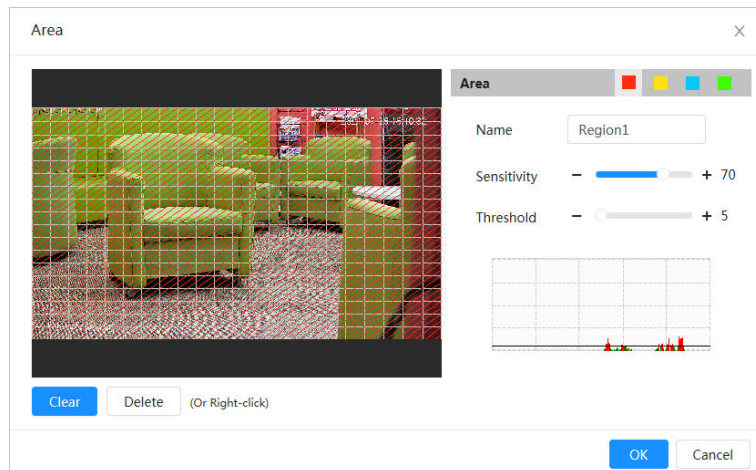 Area
Area
Name
Region1
Sensitivity
70
Threshold
5
Clear
Delete
(Or Right-click)
OK
Cancel